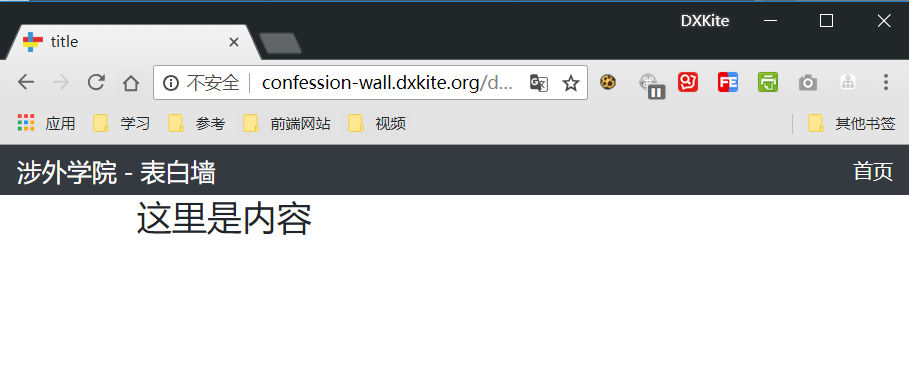 DXKite
title
不安全 confession-wall.dxkite.org/d...
应用 学习 参考 前端网站 视频 其他书签
涉外学院 - 表白墙 首页
这里是内容